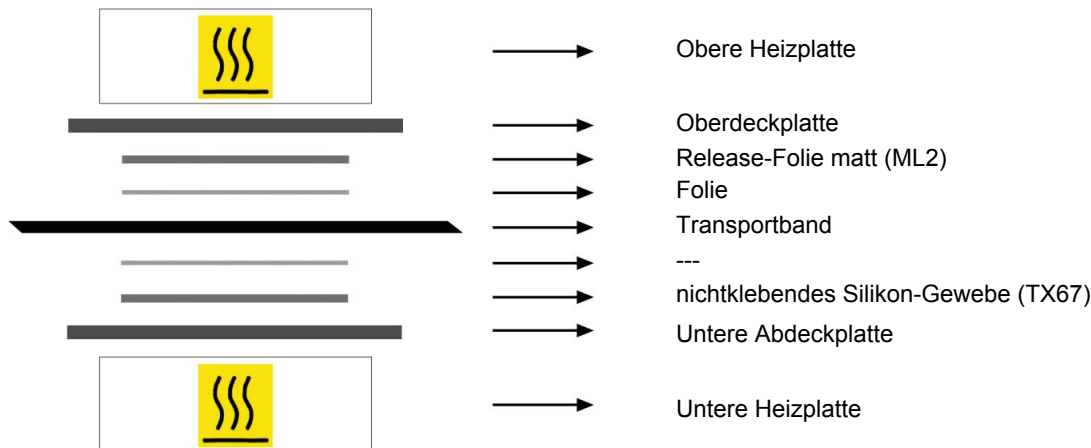 Obere Heizplatte
Oberdeckplatte
Release-Folie matt (ML2)
Folie
Transportband
---
nichtklebendes Silikon-Gewebe (TX67)
Untere Abdeckplatte
Untere Heizplatte